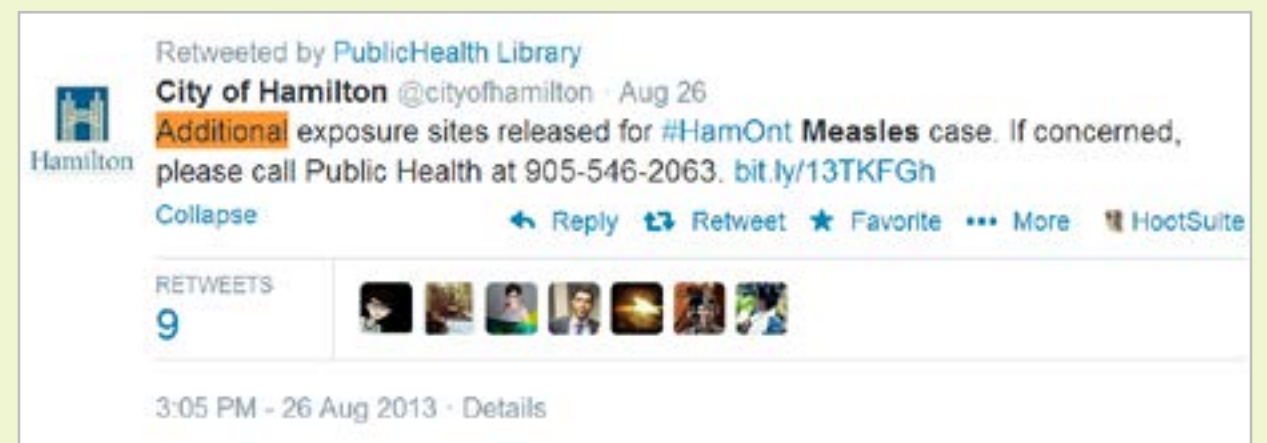 Retweeted by PublicHealth Library
City of Hamilton @cityofhamilton · Aug 26
Additional exposure sites released for #HamOnt Measles case. If concerned,
please call Public Health at 905-546-2063. bit.ly/13TKFGh
Hamilton
Collapse Reply Retweet Favorite More HootSuite
RETWEETS
9
3:05 PM - 26 Aug 2013 · Details